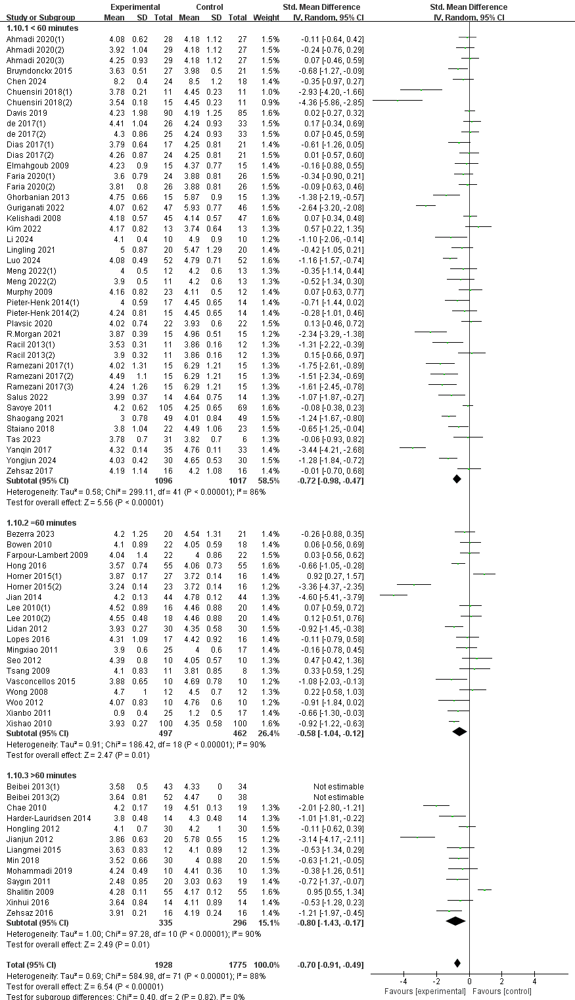 Experimental Control Std. Mean Difference Std. Mean Difference
Study or Subgroup Mean SD Total Mean SD Total Weight IV, Random, 95% CI IV, Random, 95% CI
1.10.1 < 60 minutes
Ahmadi 2020(1) 4.08 0.62 28 4.18 1.12 27 1.5% -0.11 [-0.64, 0.42]
Ahmadi 2020(2) 3.92 1.04 29 4.18 1.12 27 1.5% -0.24 [-0.76, 0.29]
Ahmadi 2020(3) 4.25 0.93 29 4.18 1.12 27 1.5% 0.07 [-0.46, 0.59]
Bruyndonckx 2015 3.63 0.51 27 3.98 0.5 21 1.5% -0.68 [-1.27, -0.09]
Chen 2024 8.2 0.4 24 8.5 1.2 18 1.4% -0.35 [-0.97, 0.27]
Chuensiri 2018(1) 3.78 0.21 11 4.45 0.23 11 1.1% -2.93 [-4.20, -1.66]
Chuensiri 2018(2) 3.54 0.18 15 4.45 0.23 11 0.9% -4.36 [-5.86, -2.85]
Davis 2019 4.23 1.98 90 4.19 1.25 85 1.6% 0.02 [-0.27, 0.32]
de 2017(1) 4.41 1.04 26 4.24 0.93 33 1.5% 0.17 [-0.34, 0.69]
de 2017(2) 4.3 0.86 25 4.24 0.93 33 1.5% 0.07 [-0.45, 0.59]
Dias 2017(1) 3.79 0.64 17 4.25 0.81 21 1.4% -0.61 [-1.26, 0.05]
Dias 2017(2) 4.26 0.87 24 4.25 0.81 21 1.5% 0.01 [-0.57, 0.60]
Elmahgoub 2009 4.23 0.9 15 4.37 0.77 15 1.4% -0.16 [-0.88, 0.55]
Faria 2020(1) 3.6 0.79 24 3.88 0.81 26 1.5% -0.34 [-0.90, 0.21]
Faria 2020(2) 3.81 0.8 26 3.88 0.81 26 1.5% -0.09 [-0.63, 0.46]
Ghorbanian 2013 4.75 0.66 15 5.87 0.9 15 1.3% -1.38 [-2.19, -0.57]
Guriganati 2022 4.07 0.62 47 5.93 0.77 46 1.5% -2.64 [-3.20, -2.08]
Kelishadi 2008 4.18 0.57 45 4.14 0.57 47 1.5% 0.07 [-0.34, 0.48]
Kim 2022 4.17 0.82 13 3.74 0.64 13 1.4% 0.57 [-0.22, 1.35]
Li 2024 4.1 0.4 10 4.9 0.9 10 1.2% -1.10 [-2.06, -0.14]
Lingling 2021 5 0.87 20 5.47 1.29 20 1.4% -0.42 [-1.05, 0.21]
Luo 2024 4.08 0.49 52 4.79 0.71 52 1.5% -1.16 [-1.57, -0.74]
Meng 2022(1) 4 0.5 12 4.2 0.6 13 1.4% -0.35 [-1.14, 0.44]
Meng 2022(2) 3.9 0.5 11 4.2 0.6 13 1.3% -0.52 [-1.34, 0.30]
Murphy 2009 4.16 0.82 23 4.11 0.5 12 1.4% 0.07 [-0.63, 0.77]
Pieter-Henk 2014(1) 4 0.59 17 4.45 0.65 14 1.4% -0.71 [-1.44, 0.02]
Pieter-Henk 2014(2) 4.24 0.81 15 4.45 0.65 14 1.4% -0.28 [-1.01, 0.46]
Plavsic 2020 4.02 0.74 22 3.93 0.6 22 1.5% 0.13 [-0.46, 0.72]
R.Morgan 2021 3.87 0.39 15 4.96 0.51 15 1.3% -2.34 [-3.29, -1.38]
Racil 2013(1) 3.53 0.31 11 3.86 0.16 12 1.3% -1.31 [-2.22, -0.39]
Racil 2013(2) 3.9 0.32 11 3.86 0.16 12 1.3% 0.15 [-0.66, 0.97]
Ramezani 2017(1) 4.02 1.31 15 6.29 1.21 15 1.3% -1.75 [-2.61, -0.89]
Ramezani 2017(2) 4.49 1.1 15 6.29 1.21 15 1.3% -1.51 [-2.34, -0.69]
Ramezani 2017(3) 4.24 1.26 15 6.29 1.21 15 1.3% -1.61 [-2.45, -0.78]
Salus 2022 3.99 0.37 14 4.64 0.75 14 1.3% -1.07 [-1.87, -0.27]
Savoye 2011 4.2 0.62 105 4.25 0.65 69 1.6% -0.08 [-0.38, 0.23]
Shaogang 2021 3 0.78 49 4.01 0.84 49 1.5% -1.24 [-1.67, -0.80]
Staiano 2018 3.8 1.04 22 4.49 1.06 23 1.4% -0.65 [-1.25, -0.04]
Tas 2023 3.78 0.7 31 3.82 0.7 6 1.3% -0.06 [-0.93, 0.82]
Yanqin 2017 4.32 0.14 35 4.76 0.11 33 1.4% -3.44 [-4.21, -2.68]
Yongjun 2024 4.03 0.42 30 4.65 0.53 30 1.5% -1.28 [-1.84, -0.72]
Zehsaz 2017 4.19 1.14 16 4.2 1.08 16 1.4% -0.01 [-0.70, 0.68]
Subtotal (95% CI) 1096 1017 58.5% -0.72 [-0.98, -0.47]
Heterogeneity: Tau² = 0.58; Chi² = 299.11, df = 41 (P < 0.00001); I² = 86%
Test for overall effect: Z = 5.56 (P < 0.00001)
1.10.2 =60 minutes
Bezerra 2023 4.2 1.25 20 4.54 1.31 21 1.4% -0.26 [-0.88, 0.35]
Bowen 2010 4.1 0.89 22 4.05 0.59 18 1.4% 0.06 [-0.56, 0.69]
Farpour-Lambert 2009 4.04 1.4 22 4 0.86 22 1.5% 0.03 [-0.56, 0.62]
Hong 2016 3.57 0.74 55 4.06 0.73 55 1.5% -0.66 [-1.05, -0.28]
Horner 2015(1) 3.87 0.17 27 3.72 0.14 16 1.4% 0.92 [0.27, 1.57]
Horner 2015(2) 3.24 0.14 23 3.72 0.14 16 1.2% -3.36 [-4.37, -2.35]
Jian 2014 4.2 0.13 44 4.78 0.12 44 1.3% -4.60 [-5.41, -3.79]
Lee 2010(1) 4.52 0.89 16 4.46 0.88 20 1.4% 0.07 [-0.59, 0.72]
Lee 2010(2) 4.55 0.48 18 4.46 0.88 20 1.4% 0.12 [-0.51, 0.76]
Lidan 2012 3.93 0.27 30 4.35 0.58 30 1.5% -0.92 [-1.45, -0.38]
Lopes 2016 4.31 1.09 17 4.42 0.92 16 1.4% -0.11 [-0.79, 0.58]
Mingxiao 2011 3.9 0.6 25 4 0.6 17 1.4% -0.16 [-0.78, 0.45]
Seo 2012 4.39 0.8 10 4.05 0.57 10 1.3% 0.47 [-0.42, 1.36]
Tsang 2009 4.1 0.83 11 3.81 0.85 8 1.3% 0.33 [-0.59, 1.25]
Vasconcellos 2015 3.88 0.65 10 4.69 0.78 10 1.2% -1.08 [-2.03, -0.13]
Wong 2008 4.7 1 12 4.5 0.7 12 1.3% 0.22 [-0.58, 1.03]
Woo 2012 4.07 0.83 10 4.76 0.6 10 1.3% -0.91 [-1.84, 0.02]
Xianbo 2011 0.9 0.4 25 1.2 0.5 17 1.4% -0.66 [-1.30, -0.03]
Xishao 2010 3.93 0.27 100 4.35 0.58 100 1.6% -0.92 [-1.22, -0.63]
Subtotal (95% CI) 497 462 26.4% -0.58 [-1.04, -0.12]
Heterogeneity: Tau² = 0.91; Chi² = 186.42, df = 18 (P < 0.00001); I² = 90%
Test for overall effect: Z = 2.47 (P = 0.01)
1.10.3 >60 minutes
Beibei 2013(1) 3.58 0.5 43 4.33 0 34 Not estimable
Beibei 2013(2) 3.64 0.81 52 4.47 0 38 Not estimable
Chae 2010 4.2 0.17 19 4.51 0.13 19 1.3% -2.01 [-2.80, -1.21]
Harder-Lauridsen 2014 3.8 0.48 14 4.3 0.48 14 1.3% -1.01 [-1.81, -0.22]
Hongling 2012 4.1 0.7 30 4.2 1 30 1.5% -0.11 [-0.62, 0.39]
Jianjun 2012 3.86 0.63 20 5.78 0.55 15 1.2% -3.14 [-4.17, -2.11]
Liangmei 2015 3.63 0.83 12 4.1 0.89 12 1.3% -0.53 [-1.34, 0.29]
Min 2018 3.52 0.66 30 4 0.88 20 1.5% -0.63 [-1.21, -0.05]
Mohammadi 2019 4.24 0.49 10 4.41 0.36 10 1.3% -0.38 [-1.26, 0.51]
Saygın 2011 2.48 0.85 20 3.03 0.63 19 1.4% -0.72 [-1.37, -0.07]
Shalitin 2009 4.28 0.11 55 4.17 0.12 55 1.5% 0.95 [0.55, 1.34]
Xinhui 2016 3.64 0.84 14 4.11 0.89 14 1.4% -0.53 [-1.28, 0.23]
Zehsaz 2016 3.91 0.21 16 4.19 0.24 16 1.4% -1.21 [-1.97, -0.45]
Subtotal (95% CI) 335 296 15.1% -0.80 [-1.43, -0.17]
Heterogeneity: Tau² = 1.00; Chi² = 97.28, df = 10 (P < 0.00001); I² = 90%
Test for overall effect: Z = 2.49 (P = 0.01)
Total (95% CI) 1928 1775 100.0% -0.70 [-0.91, -0.49]
Heterogeneity: Tau² = 0.69; Chi² = 584.98, df = 71 (P < 0.00001); I² = 88%
Test for overall effect: Z = 6.54 (P < 0.00001)
Test for subgroup differences: Chi² = 0.40, df = 2 (P = 0.82), I² = 0%
-4 -2 0 2 4
Favours [experimental] Favours [control]